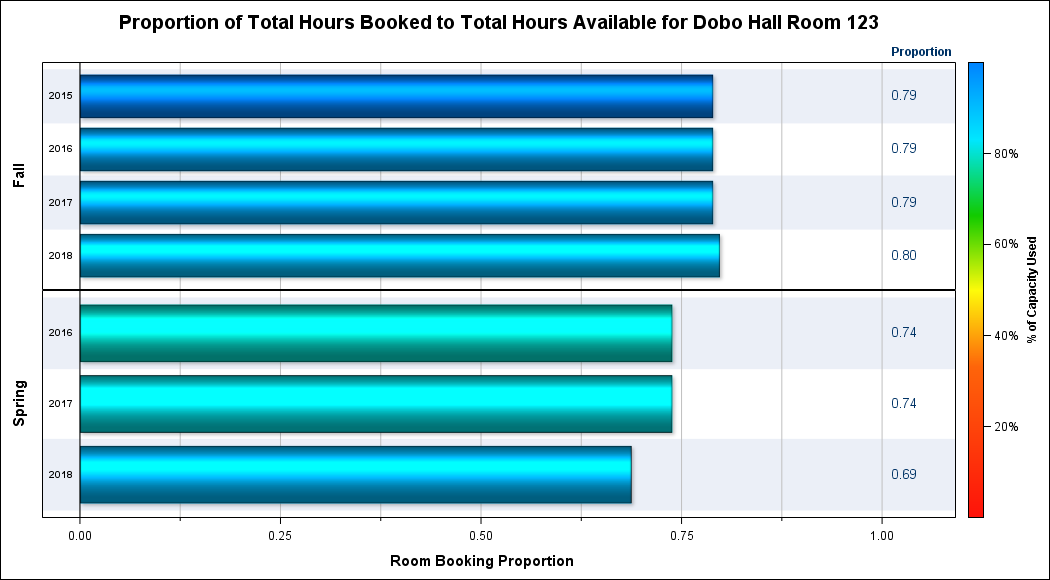 Proportion of Total Hours Booked to Total Hours Available for Dobo Hall Room 123
Proportion
Fall
2015 0.79
2016 0.79
2017 0.79
2018 0.80
Spring
2016 0.74
2017 0.74
2018 0.69
0.00 0.25 0.50 0.75 1.00
Room Booking Proportion
80%
60%
40%
20%
% of Capacity Used